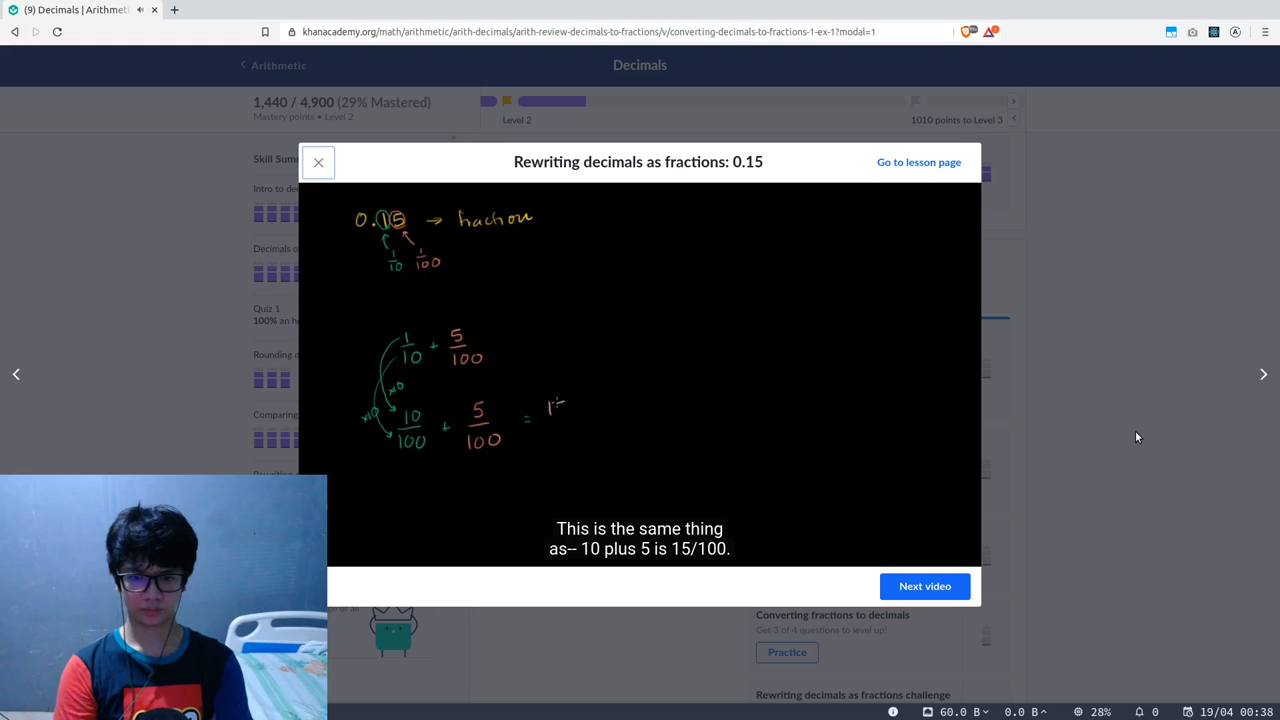 (9) Decimals | Arithmeti
khanacademy.org/math/arithmetic/arith-decimals/arith-review-decimals-to-fractions/v/converting-decimals-to-fractions-1-ex-1?modal=1
Arithmetic
Decimals
1,440 / 4,900 (29% Mastered)
Mastery points • Level 2
Level 2
1010 points to Level 3
Skill Summ
Intro to de
Decimals o
Quiz 1
100% an h
Rounding d
Comparing
Rewriting decimals as fractions: 0.15
Go to lesson page
0.15 → fraction
1/10 1/100
1/10 + 5/100
×10
×10
10/100 + 5/100 =
This is the same thing
as-- 10 plus 5 is 15/100.
Next video
Converting fractions to decimals
Get 3 of 4 questions to level up!
Practice
Rewriting decimals as fractions challenge
60.0 B 0.0 B 28% 0 19/04 00:38